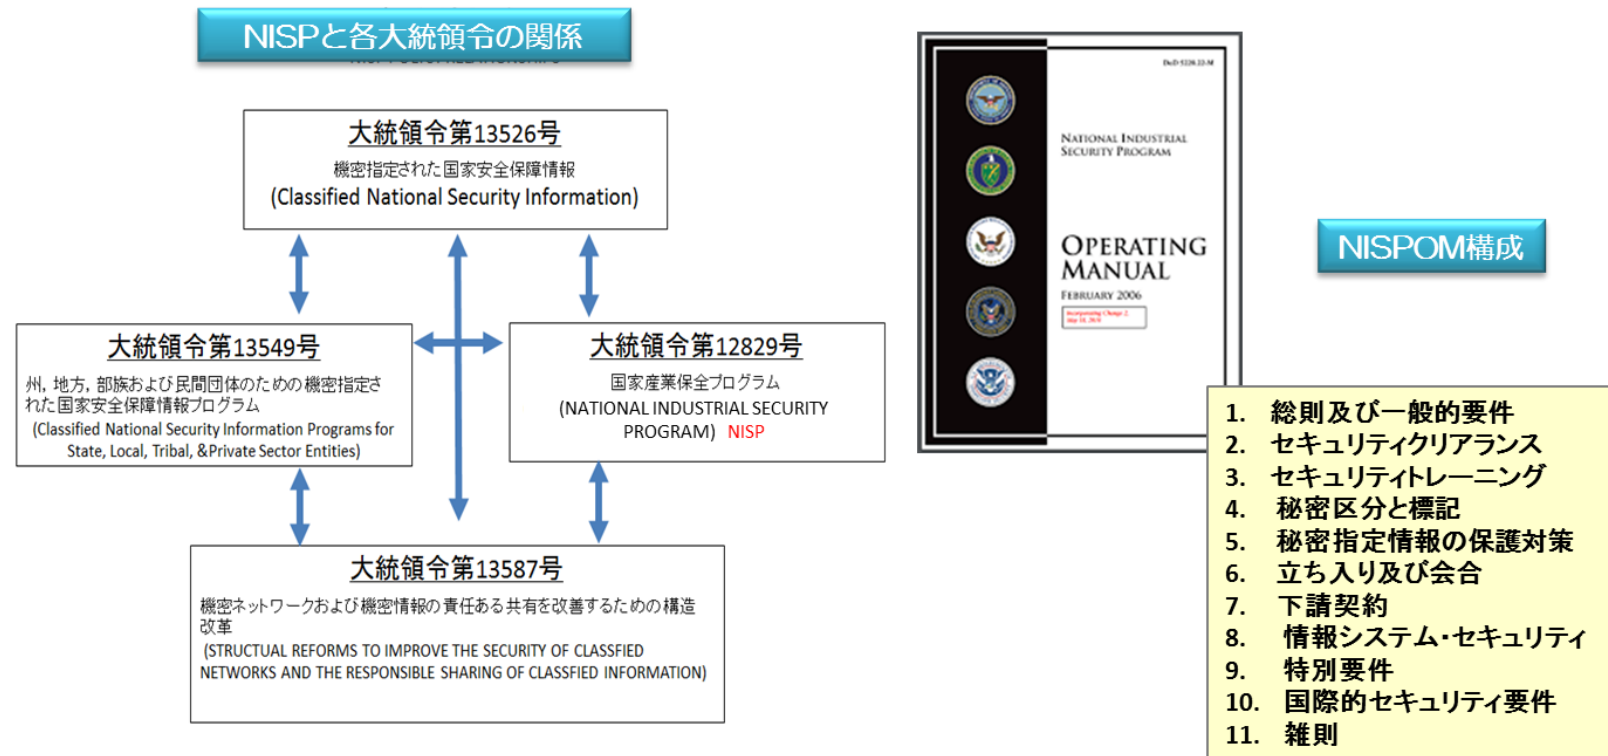 NISPと各大統領令の関係
大統領令第13526号
機密指定された国家安全保障情報
(Classified National Security Information)
大統領令第13549号
州, 地方, 部族および民間団体のための機密指定さ
れた国家安全保障情報プログラム
(Classified National Security Information Programs for
State, Local, Tribal, &Private Sector Entities)
大統領令第12829号
国家産業保全プログラム
(NATIONAL INDUSTRIAL SECURITY
PROGRAM) NISP
大統領令第13587号
機密ネットワークおよび機密情報の責任ある共有を改善するための構造
改革
(STRUCTUAL REFORMS TO IMPROVE THE SECURITY OF CLASSFIED
NETWORKS AND THE RESPONSIBLE SHARING OF CLASSFIED INFORMATION)
DoD 5220.22-M
NATIONAL INDUSTRIAL
SECURITY PROGRAM
OPERATING
MANUAL
FEBRUARY 2006
Incorporating Change 2,
NISPOM構成
1. 総則及び一般的要件
2. セキュリティクリアランス
3. セキュリティトレーニング
4. 秘密区分と標記
5. 秘密指定情報の保護対策
6. 立ち入り及び会合
7. 下請契約
8. 情報システム・セキュリティ
9. 特別要件
10. 国際的セキュリティ要件
11. 雑則